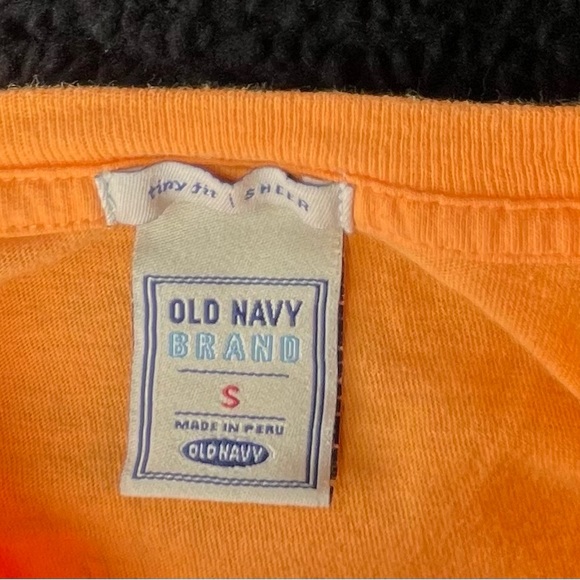 tiny fit | SHEER
OLD NAVY
BRAND
S
MADE IN PERU
OLD NAVY